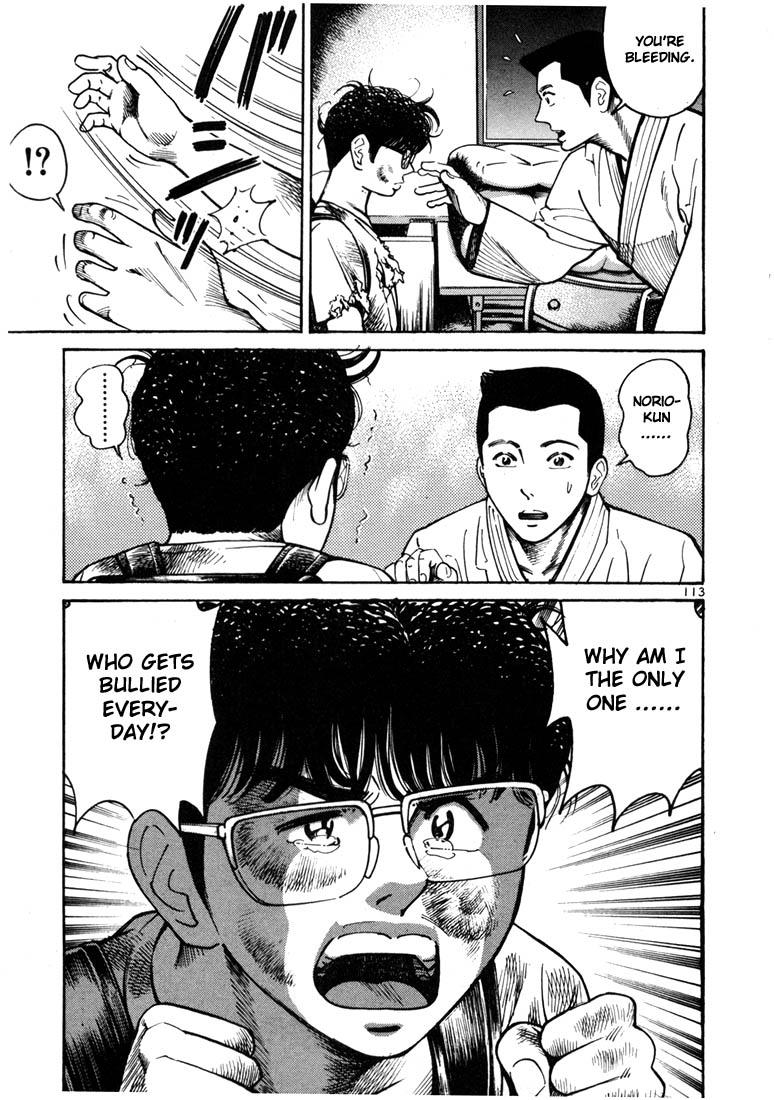 YOU'RE
BLEEDING.
!?
NORIO-
KUN
......
.........
113
WHY AM I
THE ONLY
ONE ......
WHO GETS
BULLIED
EVERY-
DAY!?